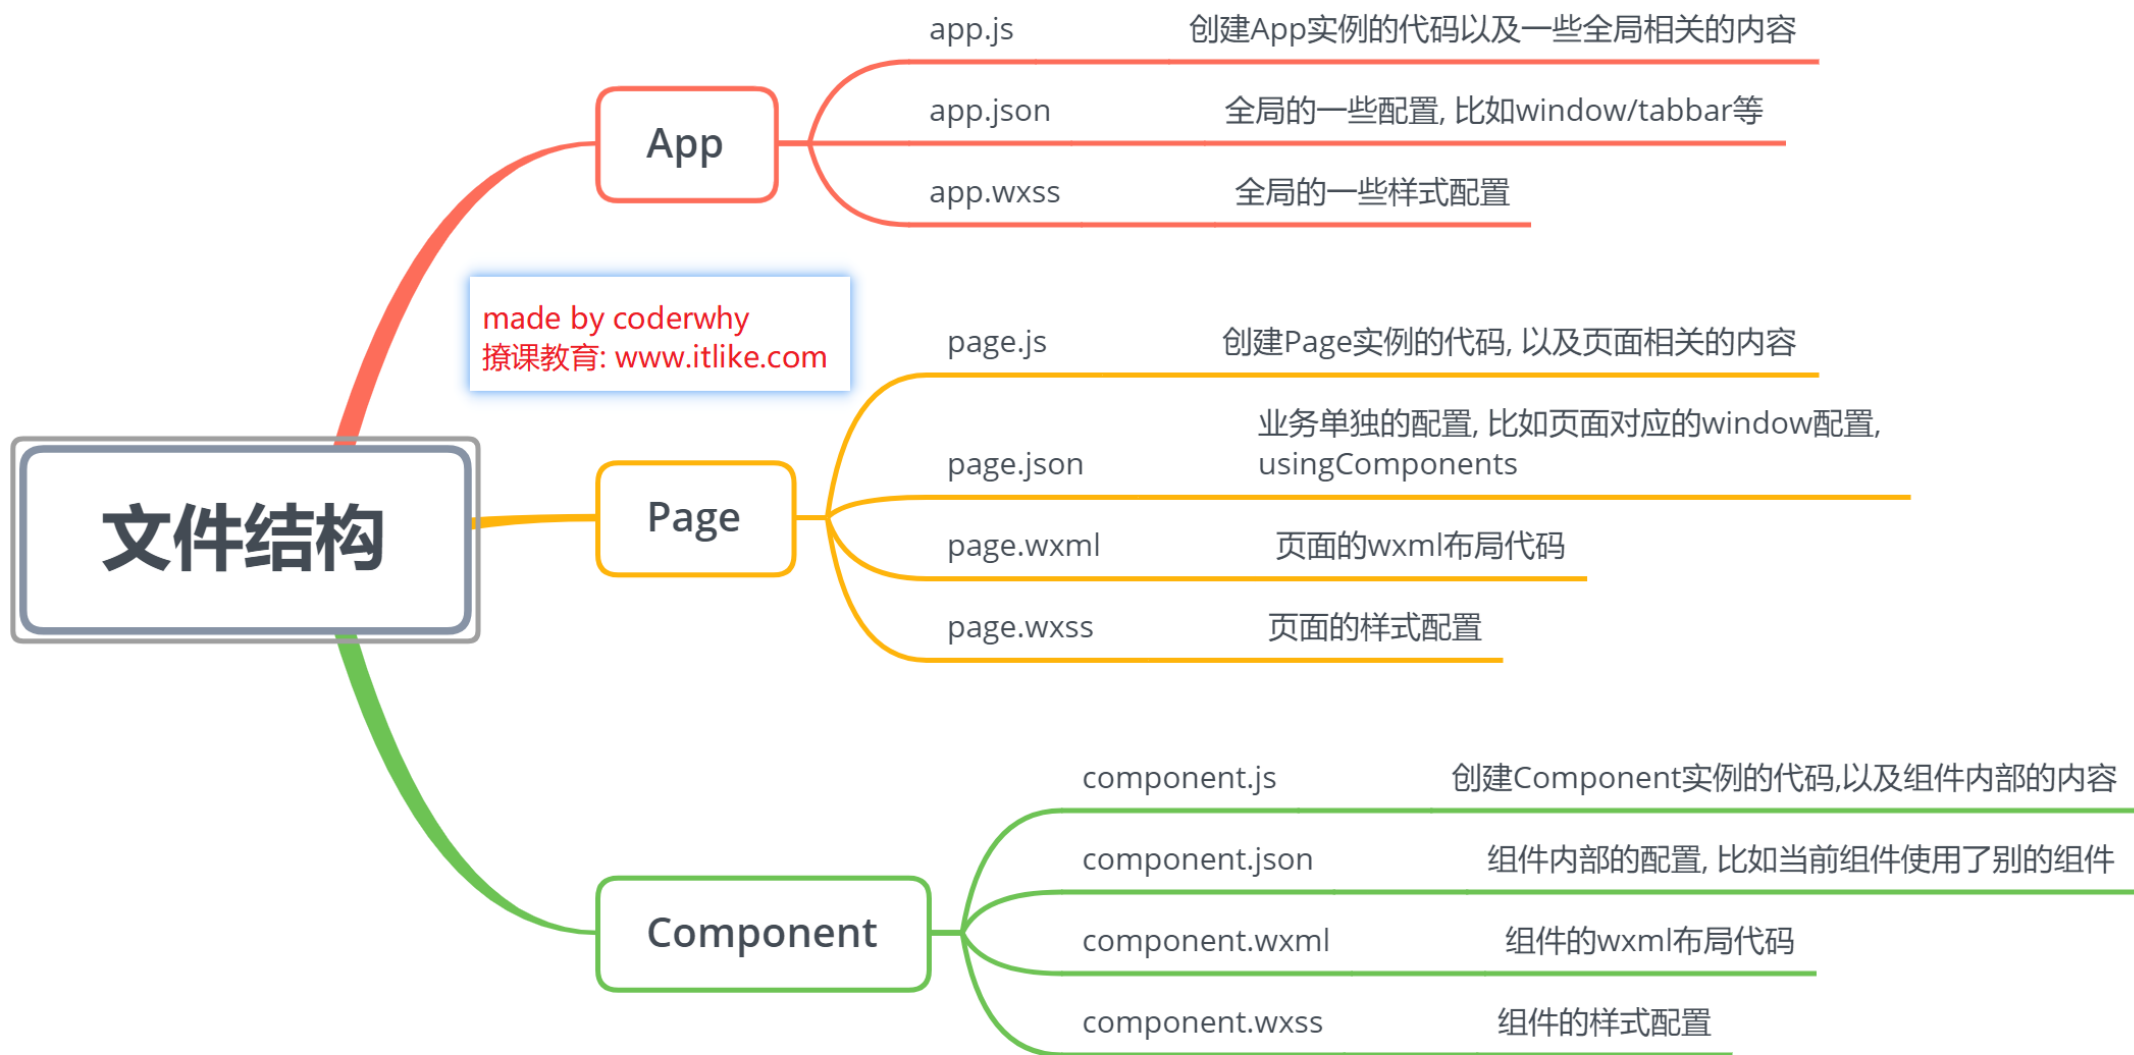 app.js 创建App实例的代码以及一些全局相关的内容
App
app.json 全局的一些配置, 比如window/tabbar等
app.wxss 全局的一些样式配置
made by coderwhy
撩课教育: www.itlike.com
文件结构
Page
page.js 创建Page实例的代码, 以及页面相关的内容
page.json 业务单独的配置, 比如页面对应的window配置,
usingComponents
page.wxml 页面的wxml布局代码
page.wxss 页面的样式配置
Component
component.js 创建Component实例的代码,以及组件内部的内容
component.json 组件内部的配置, 比如当前组件使用了别的组件
component.wxml 组件的wxml布局代码
component.wxss 组件的样式配置